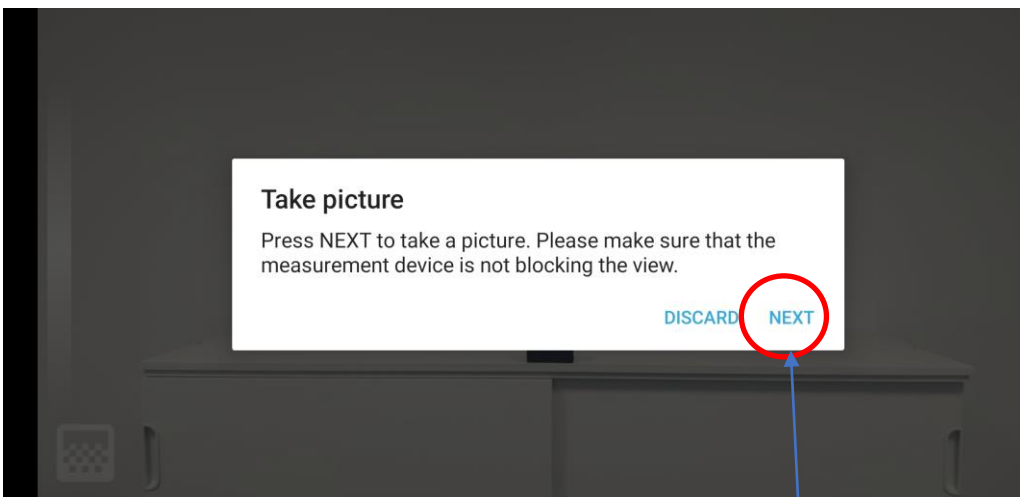 Take picture
Press NEXT to take a picture. Please make sure that the
measurement device is not blocking the view.
DISCARD NEXT